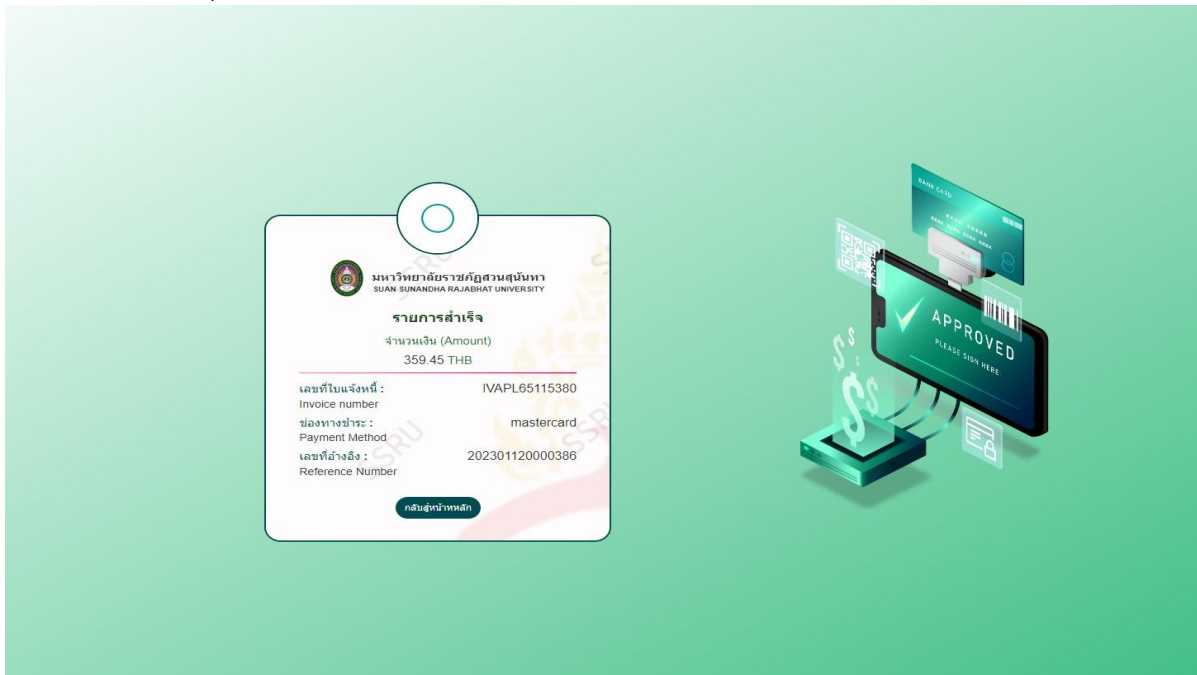 มหาวิทยาลัยราชภัฏสวนสุนันทา
SUAN SUNANDHA RAJABHAT UNIVERSITY
รายการสำเร็จ
จำนวนเงิน (Amount)
359.45 THB
เลขที่ใบแจ้งหนี้ : IVAPL65115380
Invoice number
ช่องทางชำระ : mastercard
Payment Method
เลขที่อ้างอิง : 202301120000386
Reference Number
กลับสู่หน้าหลัก
SSRU
SSRU
SSRU
BANK CARD
APPROVED
PLEASE SIGN HERE: